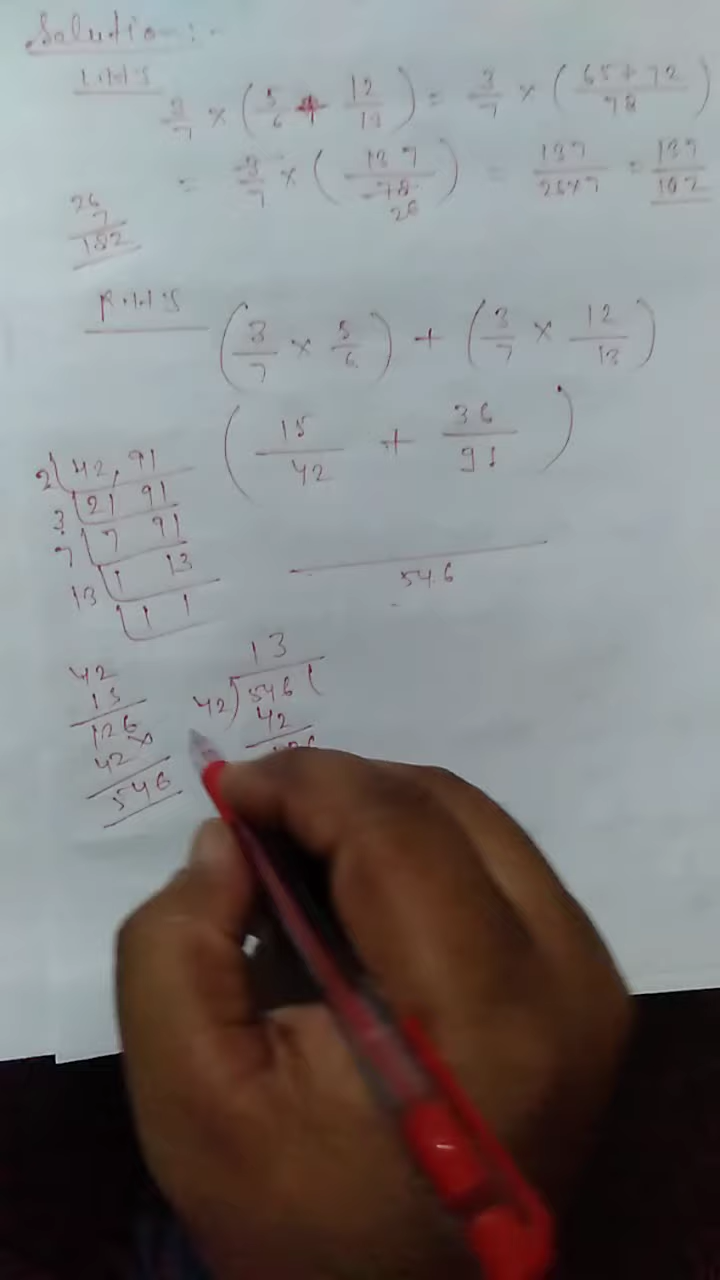 Solution:-
L.H.S
3/7 × (5/6 + 12/13) = 3/7 × (65+72/78)
= 3/7 × (137/78 26) = 137/26×7 = 137/182
26
7
182
R.H.S
(3/7 × 5/6) + (3/7 × 12/13)
(15/42 + 36/91)
546
2 42, 91
3 21 91
7 7 91
13 1 13
1 1
42
13
126
42×
546
13
42)546(
42
126